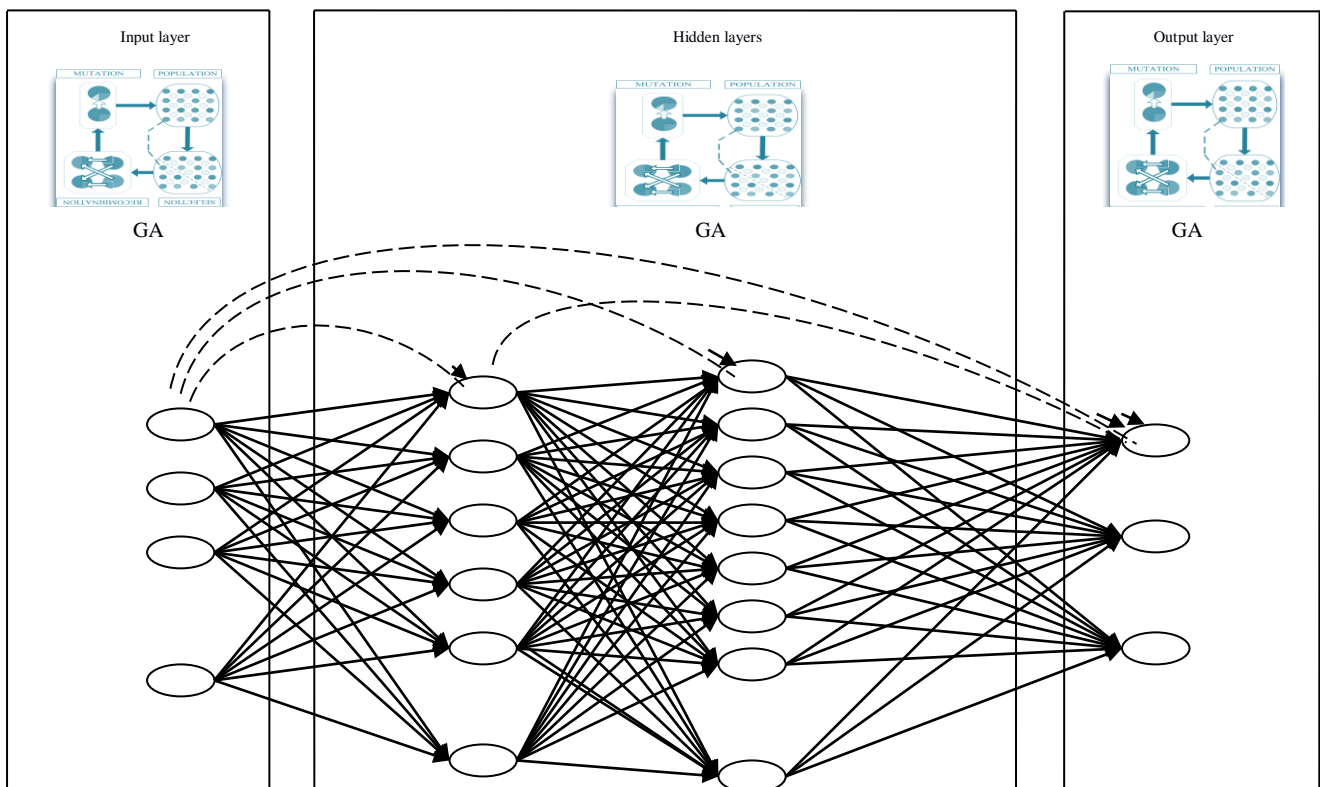 Input layer
Hidden layers
Output layer
MUTATION
POPULATION
RECOMBINATION
SELECTION
GA
MUTATION
POPULATION
GA
MUTATION
POPULATION
GA